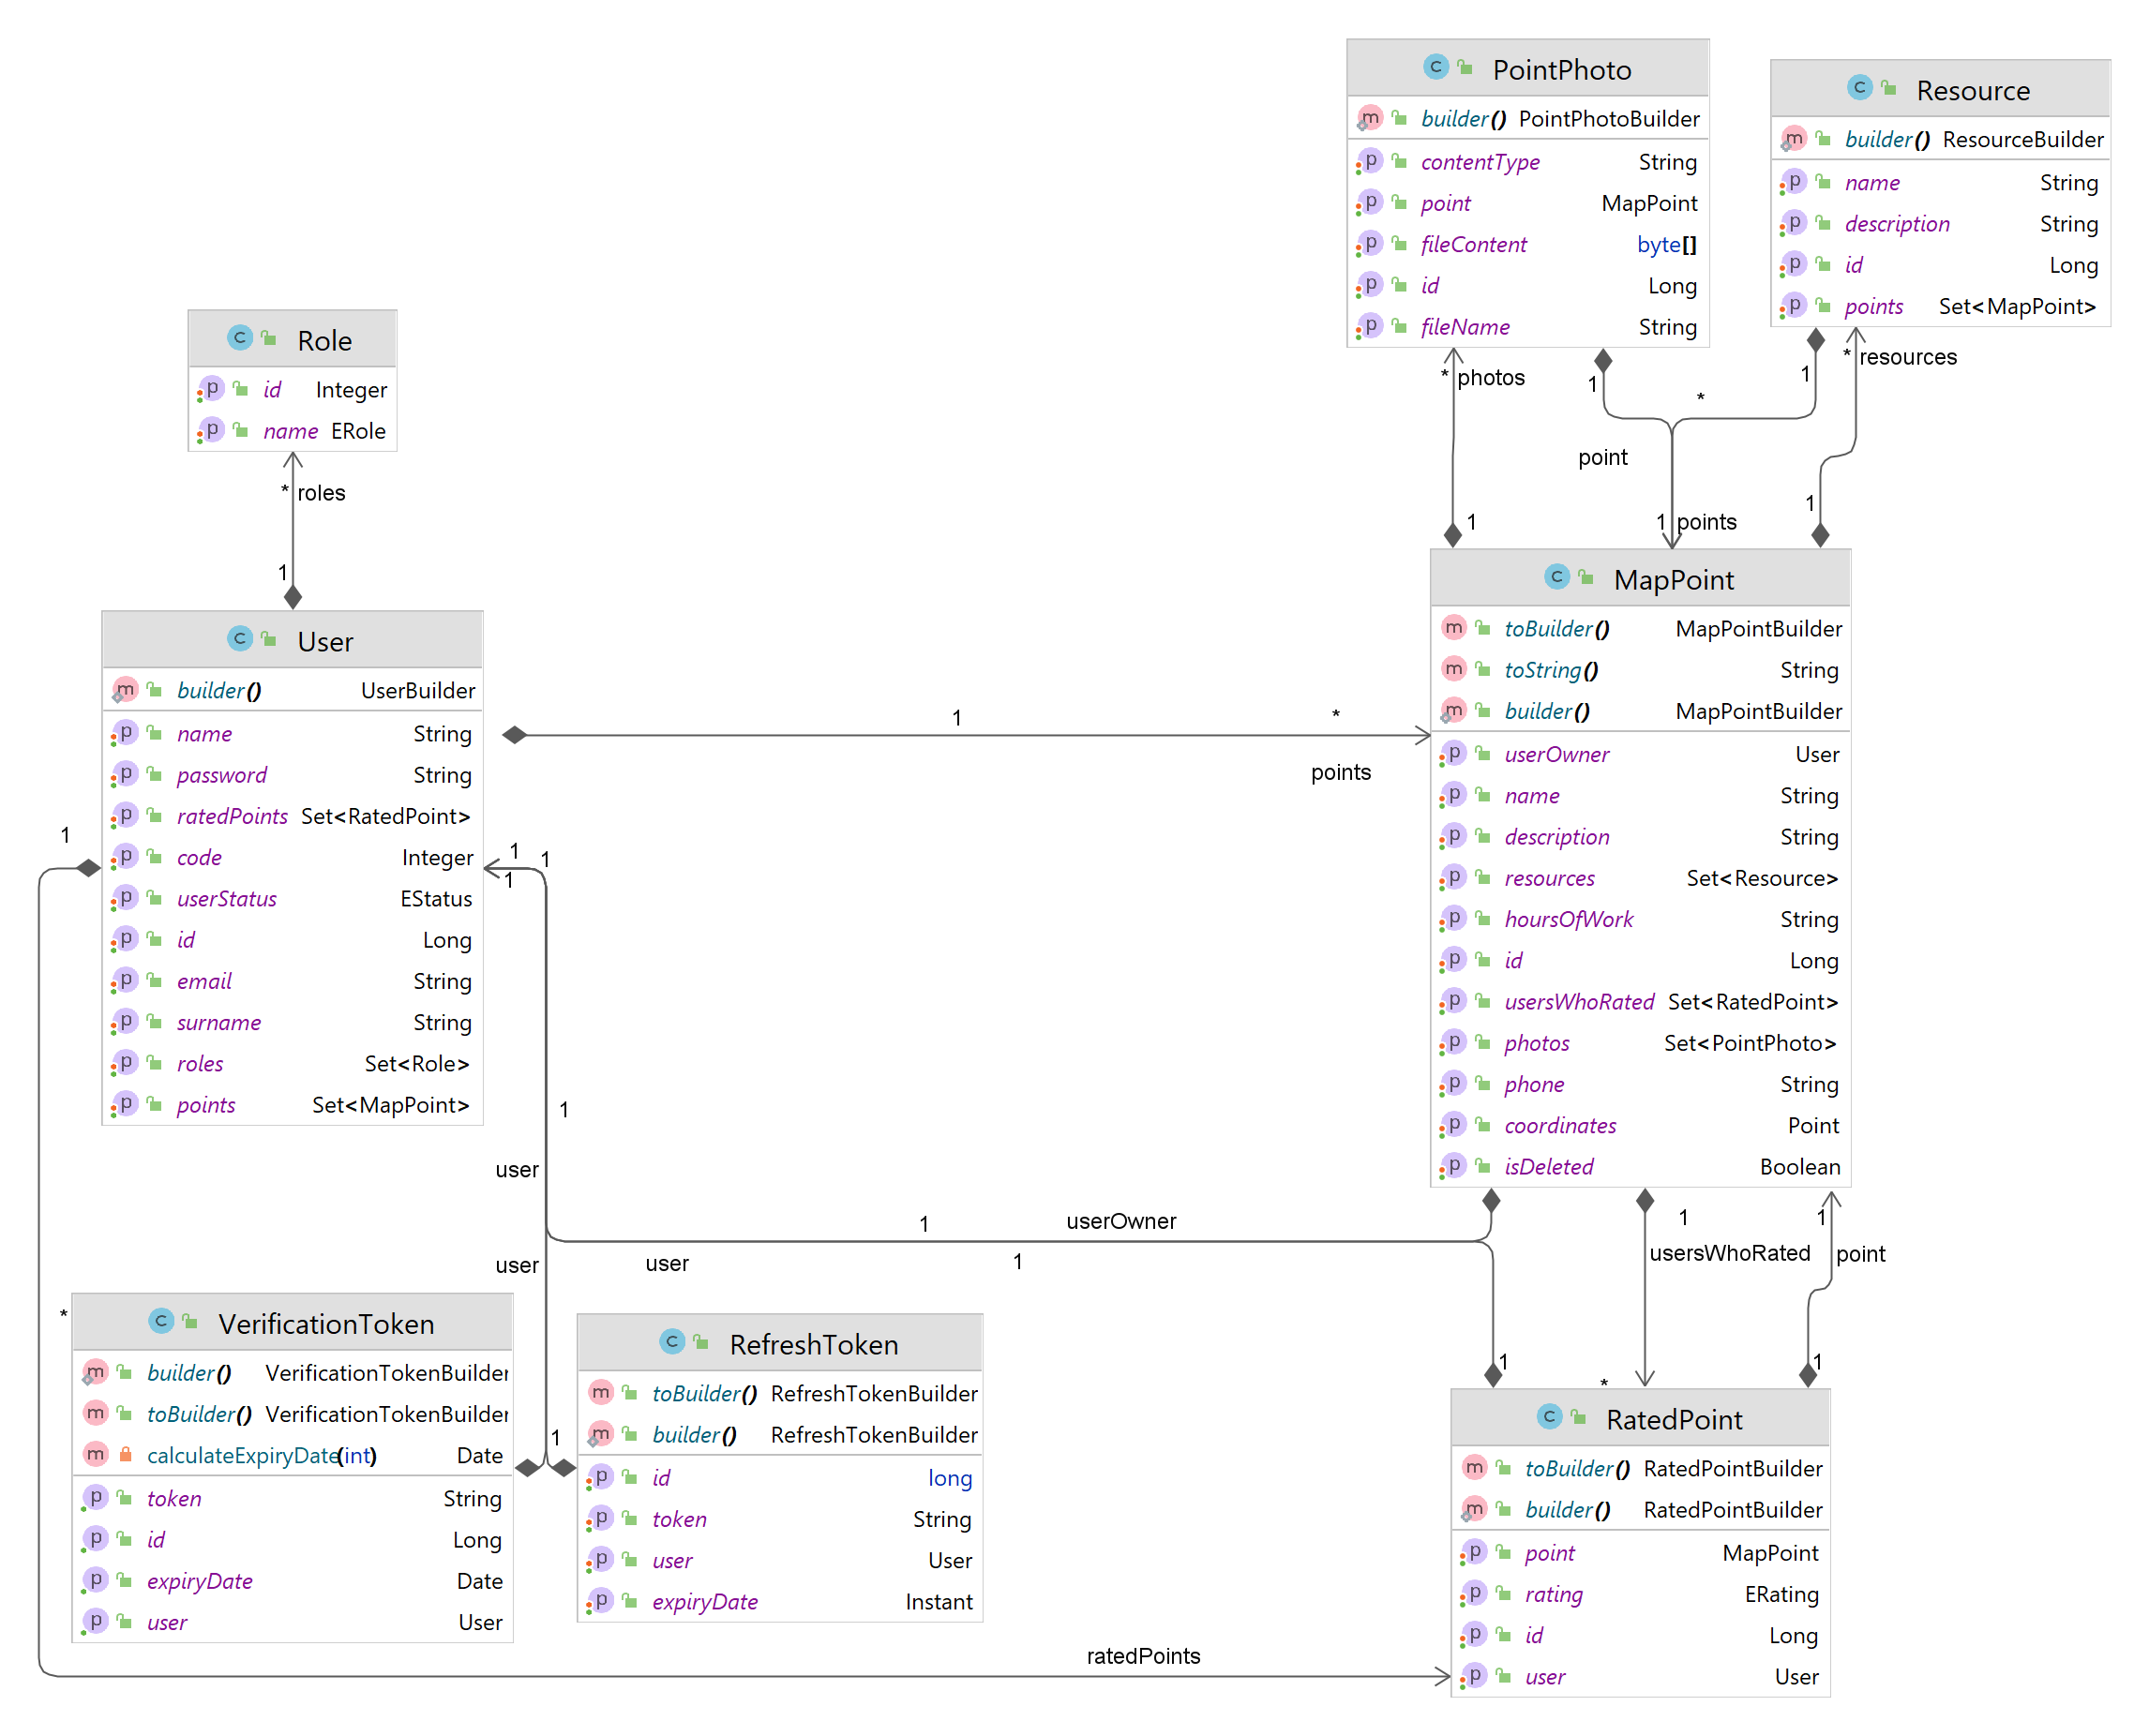 PointPhoto
builder() PointPhotoBuilder
contentType String
point MapPoint
fileContent byte[]
id Long
fileName String
Resource
builder() ResourceBuilder
name String
description String
id Long
points Set<MapPoint>
Role
id Integer
name ERole
* photos
1
1
*
* resources
point
* roles
1
1
1 points
1
User
builder() UserBuilder
name String
password String
ratedPoints Set<RatedPoint>
code Integer
userStatus EStatus
id Long
email String
surname String
roles Set<Role>
points Set<MapPoint>
1
*
points
1
1
1
1
1
MapPoint
toBuilder() MapPointBuilder
toString() String
builder() MapPointBuilder
userOwner User
name String
description String
resources Set<Resource>
hoursOfWork String
id Long
usersWhoRated Set<RatedPoint>
photos Set<PointPhoto>
phone String
coordinates Point
isDeleted Boolean
user
1
userOwner
1
1
user
user
1
usersWhoRated
point
*
VerificationToken
builder() VerificationTokenBuilder
toBuilder() VerificationTokenBuilder
calculateExpiryDate(int) Date
token String
id Long
expiryDate Date
user User
1
RefreshToken
toBuilder() RefreshTokenBuilder
builder() RefreshTokenBuilder
id long
token String
user User
expiryDate Instant
*
1
1
RatedPoint
toBuilder() RatedPointBuilder
builder() RatedPointBuilder
point MapPoint
rating ERating
id Long
user User
ratedPoints